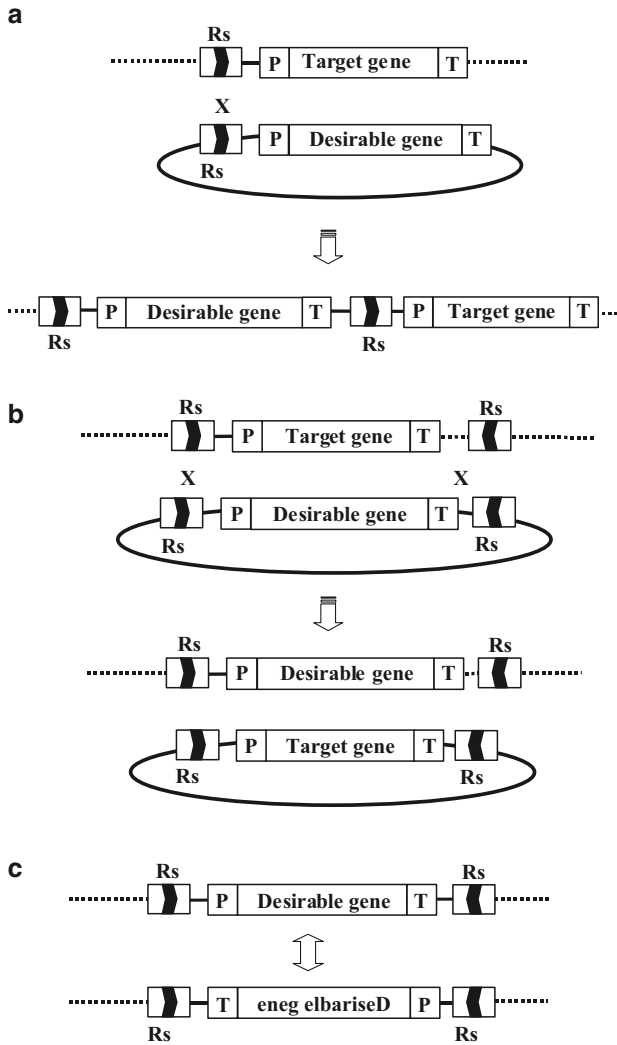 a
Rs
P Target gene T
X
P Desirable gene T
Rs
P Desirable gene T P Target gene T
Rs Rs
b
Rs Rs
P Target gene T
X X
P Desirable gene T
Rs Rs
Rs Rs
P Desirable gene T
P Target gene T
Rs Rs
c
Rs Rs
P Desirable gene T
T eneg elbariseD P
Rs Rs